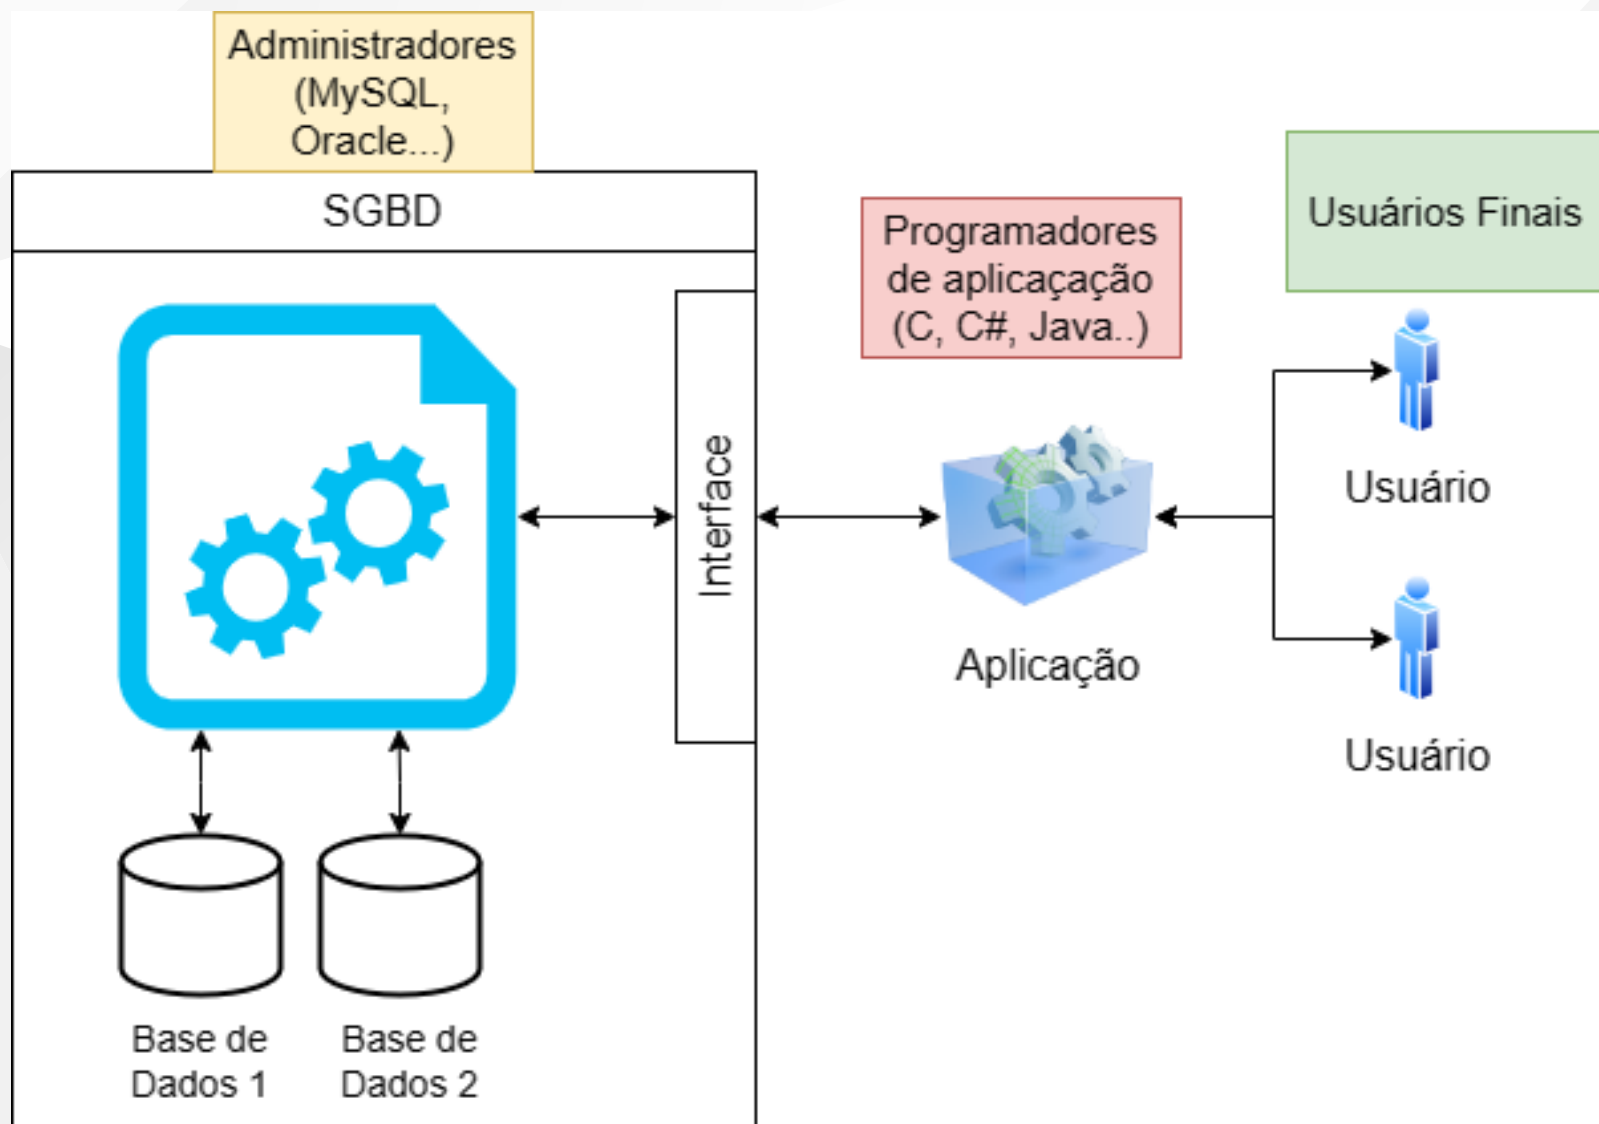 Administradores
(MySQL,
Oracle...)
SGBD
Programadores
de aplicaçação
(C, C#, Java..)
Usuários Finais
Interface
Usuário
Aplicação
Usuário
Base de
Dados 1
Base de
Dados 2